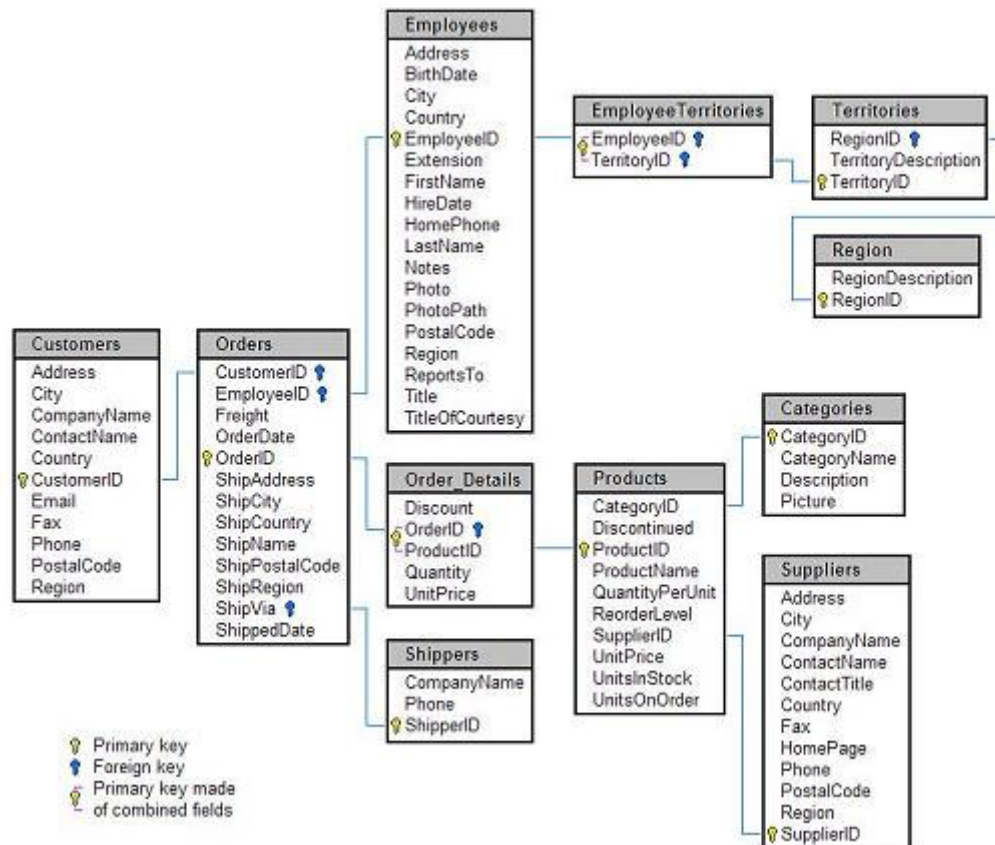 Employees
Address
BirthDate
City
Country
EmployeeID
Extension
FirstName
HireDate
HomePhone
LastName
Notes
Photo
PhotoPath
PostalCode
Region
ReportsTo
Title
TitleOfCourtesy
EmployeeTerritories
EmployeeID
TerritoryID
Territories
RegionID
TerritoryDescription
TerritoryID
Region
RegionDescription
RegionID
Customers
Address
City
CompanyName
ContactName
Country
CustomerID
Email
Fax
Phone
PostalCode
Region
Orders
CustomerID
EmployeeID
Freight
OrderDate
OrderID
ShipAddress
ShipCity
ShipCountry
ShipName
ShipPostalCode
ShipRegion
ShipVia
ShippedDate
Order_Details
Discount
OrderID
ProductID
Quantity
UnitPrice
Shippers
CompanyName
Phone
ShipperID
Products
CategoryID
Discontinued
ProductID
ProductName
QuantityPerUnit
ReorderLevel
SupplierID
UnitPrice
UnitsInStock
UnitsOnOrder
Categories
CategoryID
CategoryName
Description
Picture
Suppliers
Address
City
CompanyName
ContactName
ContactTitle
Country
Fax
HomePage
Phone
PostalCode
Region
SupplierID
Primary key
Foreign key
Primary key made
of combined fields